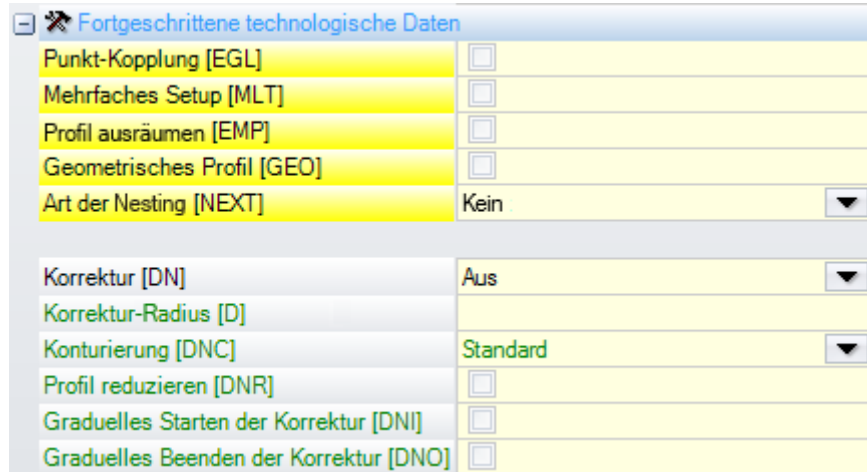 Fortgeschrittene technologische Daten
Punkt-Kopplung [EGL]
Mehrfaches Setup [MLT]
Profil ausräumen [EMP]
Geometrisches Profil [GEO]
Art der Nesting [NEXT] Kein
Korrektur [DN] Aus
Korrektur-Radius [D]
Konturierung [DNC] Standard
Profil reduzieren [DNR]
Graduelles Starten der Korrektur [DNI]
Graduelles Beenden der Korrektur [DNO]